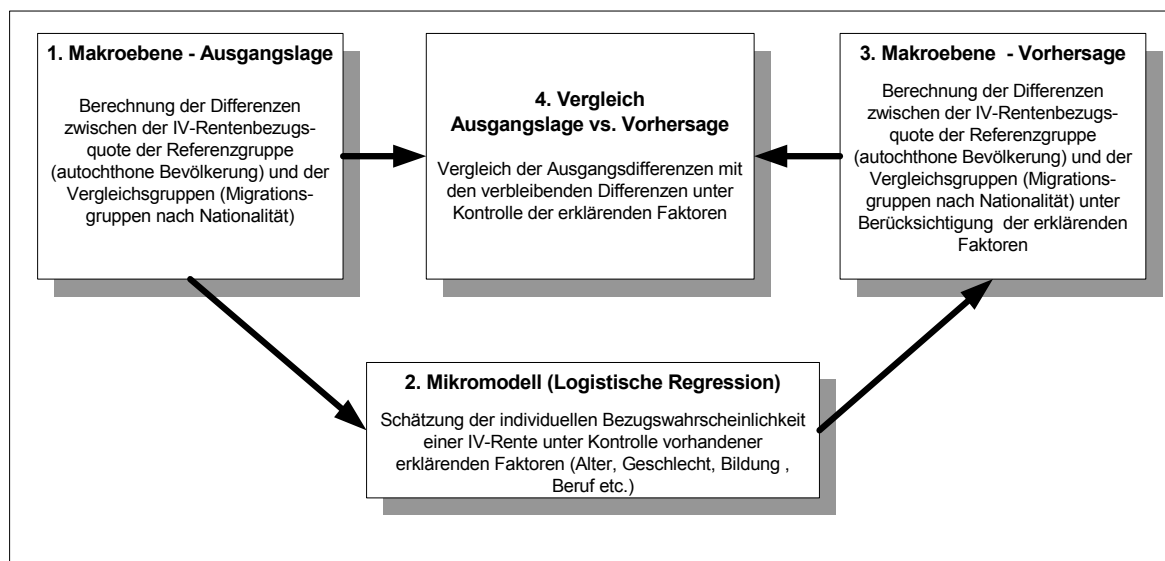 1. Makroebene - Ausgangslage
Berechnung der Differenzen
zwischen der IV-Rentenbezugs-
quote der Referenzgruppe
(autochthone Bevölkerung) und der
Vergleichsgruppen (Migrations-
gruppen nach Nationalität)
4. Vergleich
Ausgangslage vs. Vorhersage
Vergleich der Ausgangsdifferenzen mit
den verbleibenden Differenzen unter
Kontrolle der erklärenden Faktoren
3. Makroebene - Vorhersage
Berechnung der Differenzen
zwischen der IV-Rentenbezugs-
quote der Referenzgruppe
(autochthone Bevölkerung) und der
Vergleichsgruppen (Migrations-
gruppen nach Nationalität) unter
Berücksichtigung der erklärenden
Faktoren
2. Mikromodell (Logistische Regression)
Schätzung der individuellen Bezugswahrscheinlichkeit
einer IV-Rente unter Kontrolle vorhandener
erklärenden Faktoren (Alter, Geschlecht, Bildung ,
Beruf etc.)